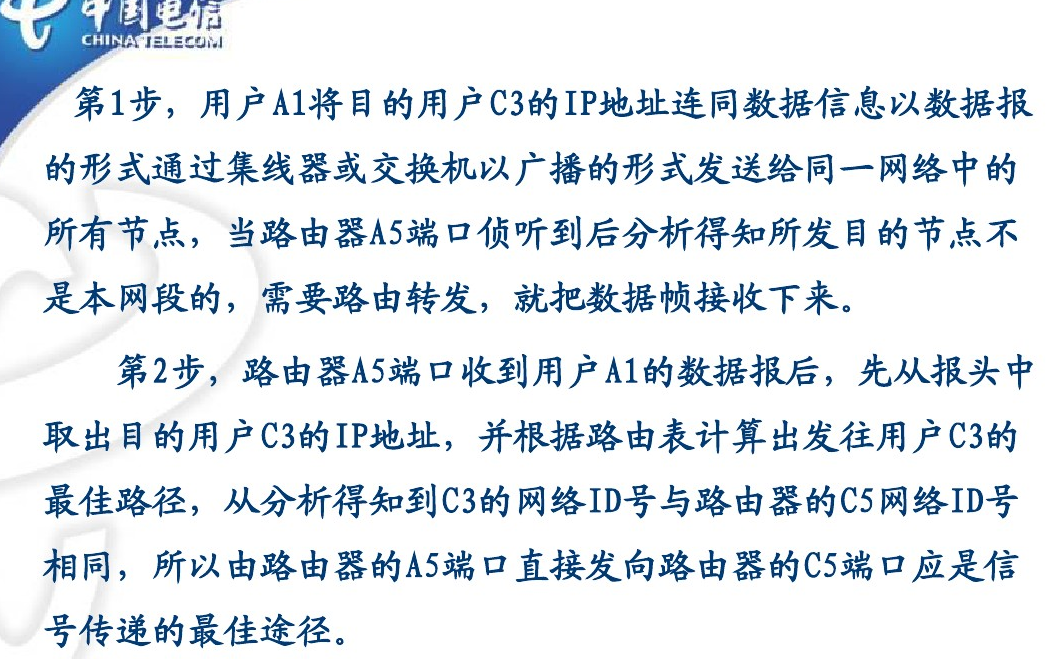 中国电信
CHINA TELECOM
第1步，用户A1将目的用户C3的IP地址连同数据信息以数据报
的形式通过集线器或交换机以广播的形式发送给同一网络中的
所有节点，当路由器A5端口侦听到后分析得知所发目的节点不
是本网段的，需要路由转发，就把数据帧接收下来。
第2步，路由器A5端口收到用户A1的数据报后，先从报头中
取出目的用户C3的IP地址，并根据路由表计算出发往用户C3的
最佳路径，从分析得知到C3的网络ID号与路由器的C5网络ID号
相同，所以由路由器的A5端口直接发向路由器的C5端口应是信
号传递的最佳途径。